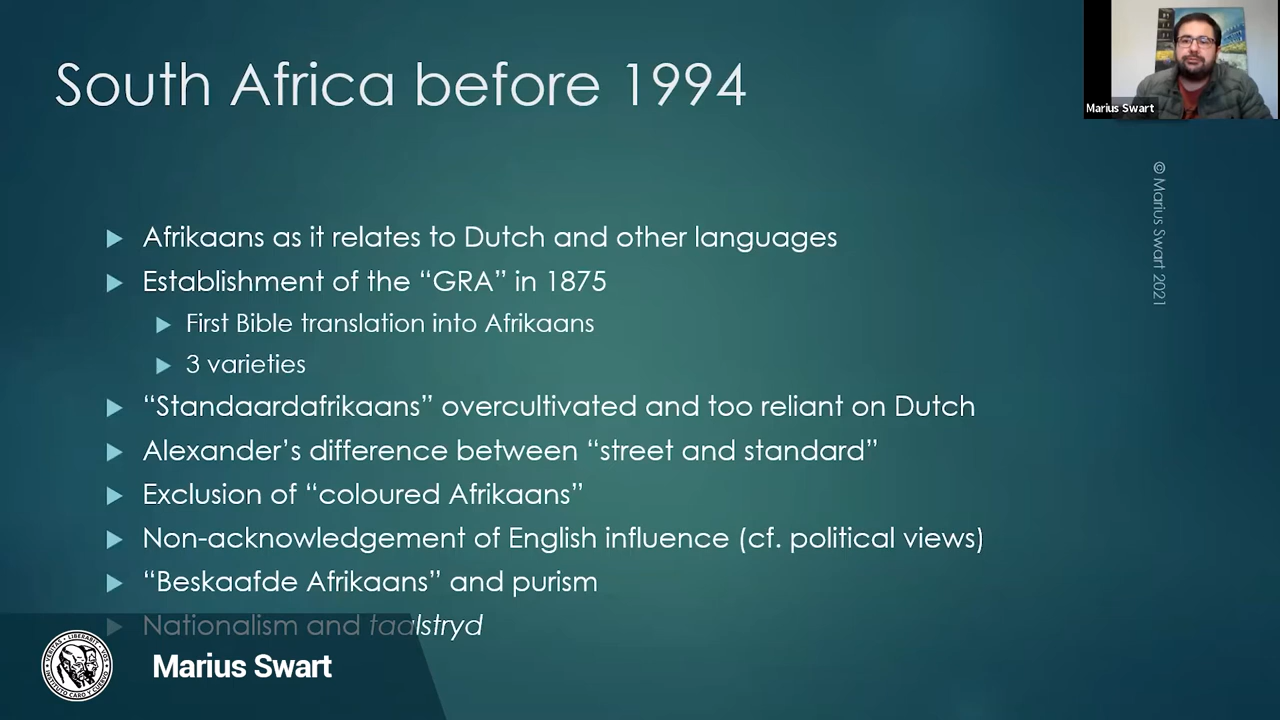 South Africa before 1994
Marius Swart
© Marius Swart 2021
Afrikaans as it relates to Dutch and other languages
Establishment of the “GRA” in 1875
First Bible translation into Afrikaans
3 varieties
“Standaardafrikaans” overcultivated and too reliant on Dutch
Alexander’s difference between “street and standard”
Exclusion of “coloured Afrikaans”
Non-acknowledgement of English influence (cf. political views)
“Beskaafde Afrikaans” and purism
Nationalism and taalstryd
Marius Swart